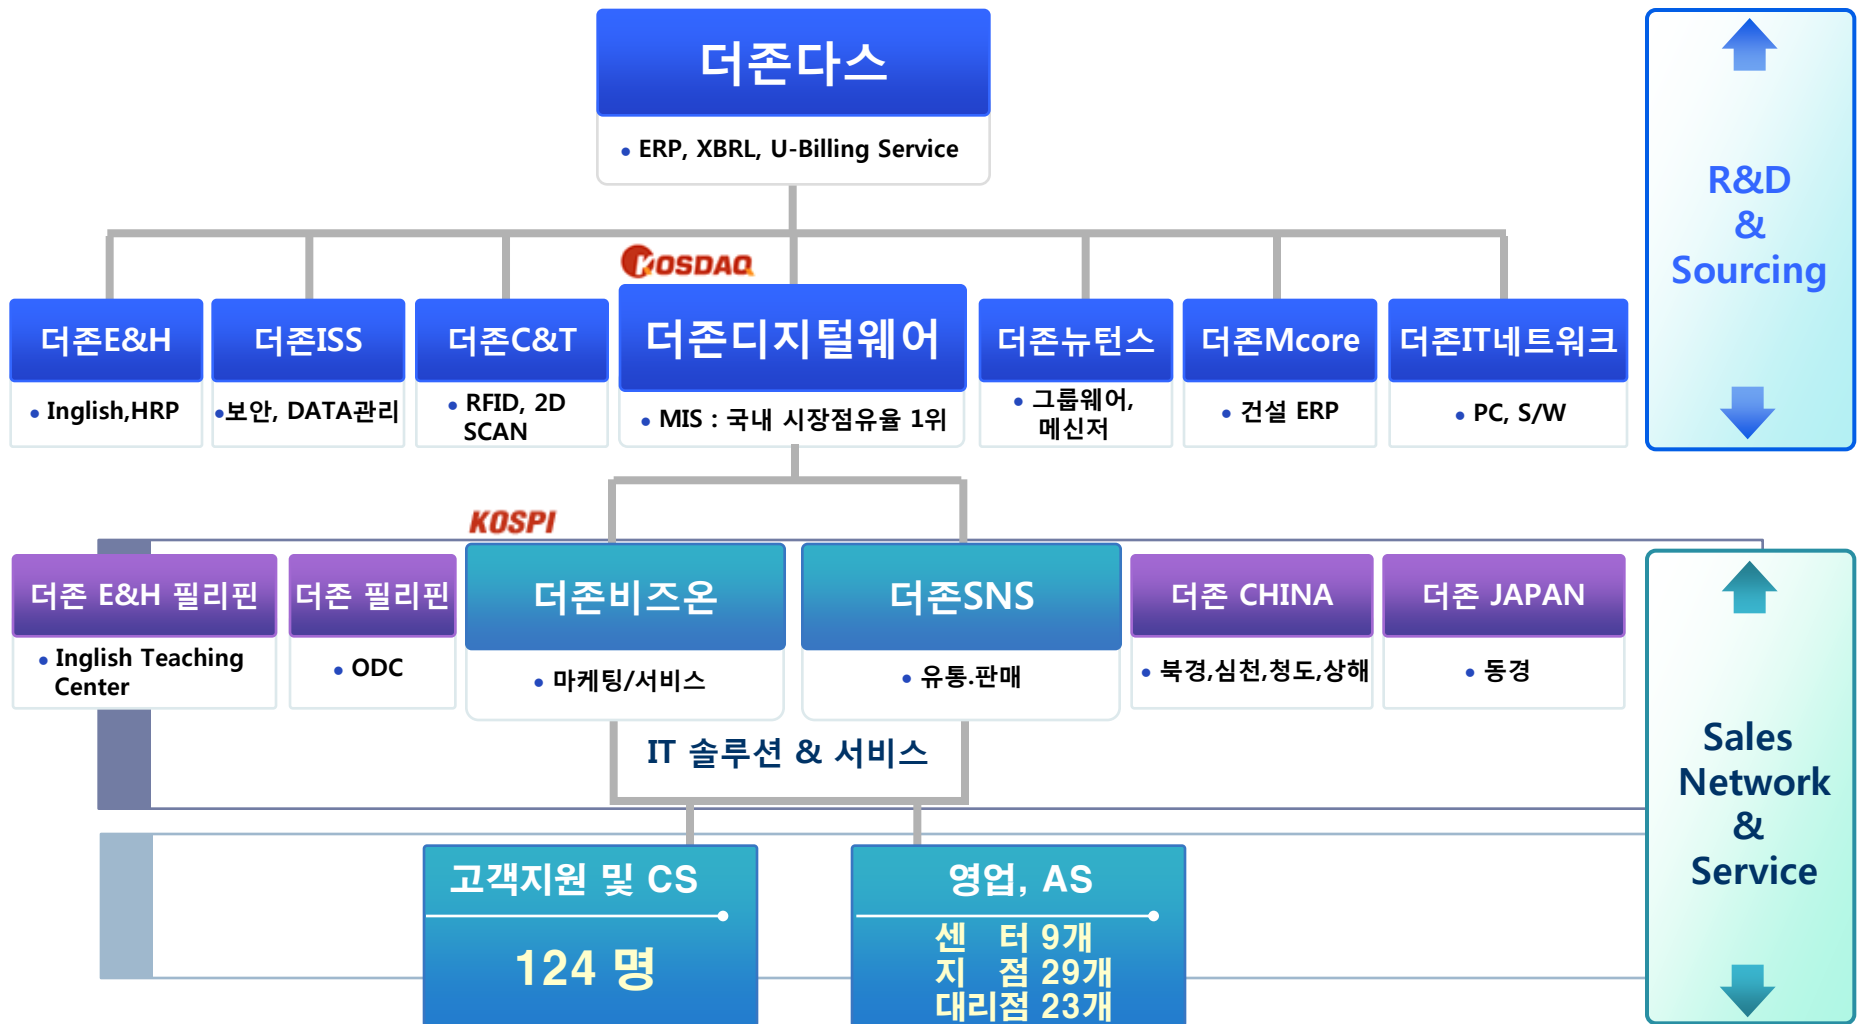 더존다스
• ERP, XBRL, U-Billing Service
R&D
&
Sourcing
KOSDAQ
더존E&H
• Inglish,HRP
더존ISS
•보안, DATA관리
더존C&T
• RFID, 2D
SCAN
더존디지털웨어
• MIS : 국내 시장점유율 1위
더존뉴턴스
• 그룹웨어,
메신저
더존Mcore
• 건설 ERP
더존IT네트워크
• PC, S/W
KOSPI
더존 E&H 필리핀
• Inglish Teaching
Center
더존 필리핀
• ODC
더존비즈온
• 마케팅/서비스
더존SNS
• 유통.판매
더존 CHINA
• 북경,심천,청도,상해
더존 JAPAN
• 동경
IT 솔루션 & 서비스
Sales
Network
&
Service
고객지원 및 CS
124 명
영업, AS
센 터 9개
지 점 29개
대리점 23개